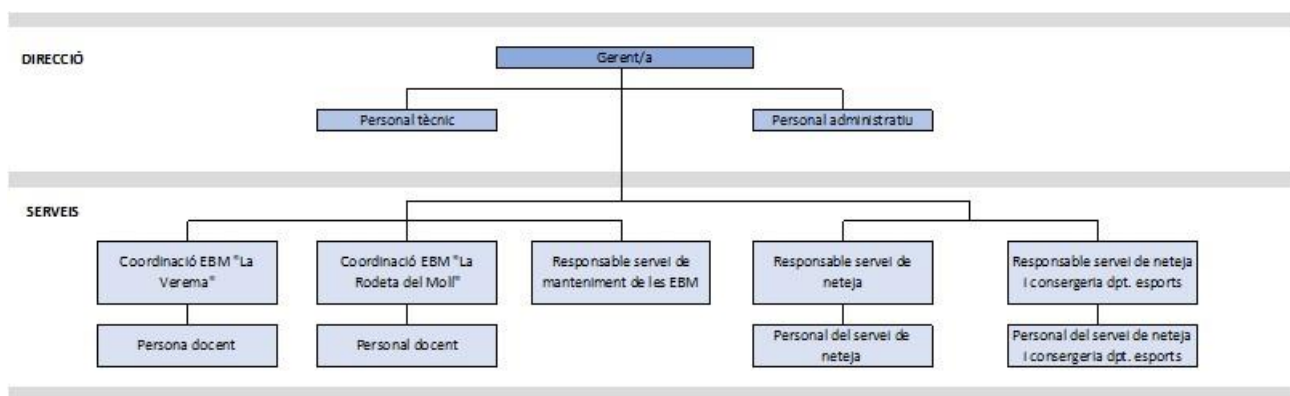 DIRECCIÓ
Gerent/a
Personal tècnic
Personal administratiu
SERVEIS
Coordinació EBM "La
Verema"
Coordinació EBM "La
Rodeta del Moll"
Responsable servei de
manteniment de les EBM
Responsable servei de
neteja
Responsable servei de neteja
i consergeria dpt. esports
Persona docent
Personal docent
Personal del servei de
neteja
Personal del servei de neteja
i consergeria dpt. esports